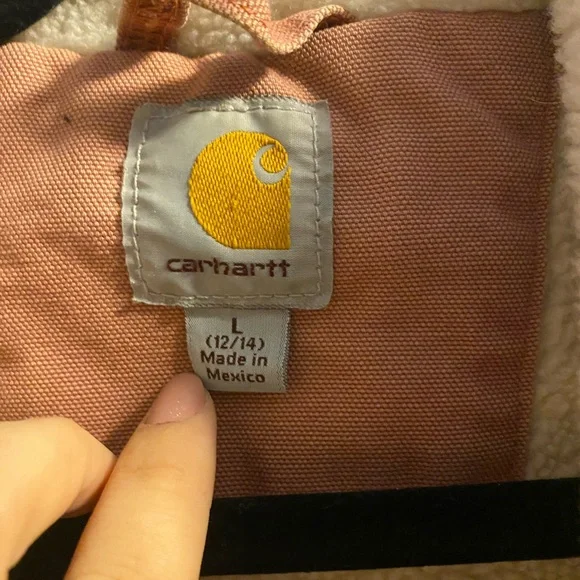 carhartt
L
(12/14)
Made in
Mexico